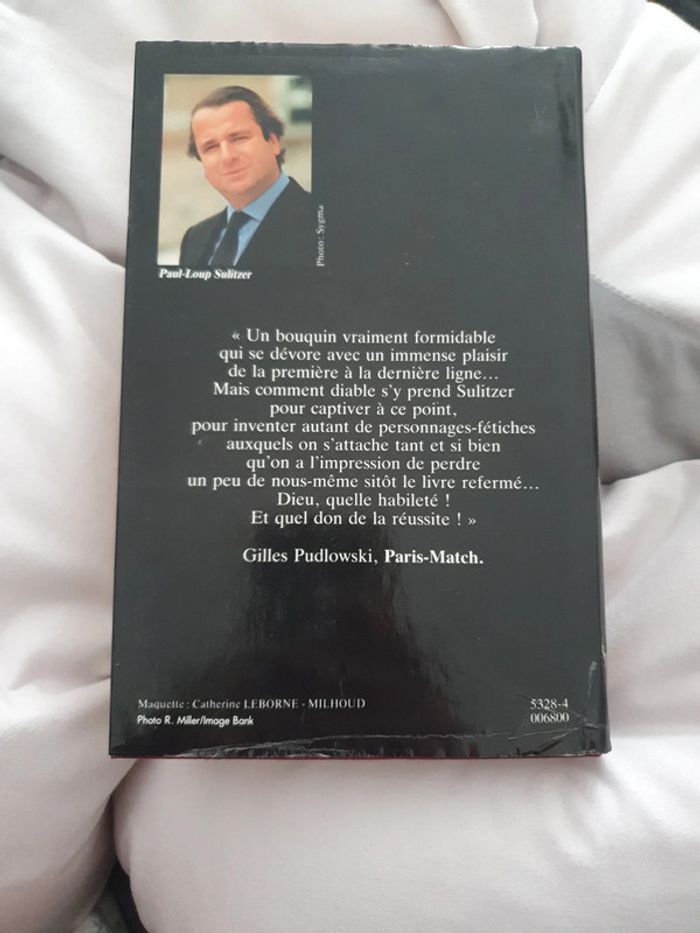 Photo: Sygma
Paul-Loup Sulitzer
« Un bouquin vraiment formidable
qui se dévore avec un immense plaisir
de la première à la dernière ligne...
Mais comment diable s'y prend Sulitzer
pour captiver à ce point,
pour inventer autant de personnages-fétiches
auxquels on s'attache tant et si bien
qu'on a l'impression de perdre
un peu de nous-même sitôt le livre refermé...
Dieu, quelle habileté !
Et quel don de la réussite ! »
Gilles Pudlowski, Paris-Match.
Maquette : Catherine LEBORNE - MILHOUD
Photo R. Miller/Image Bank
5328-4
006800